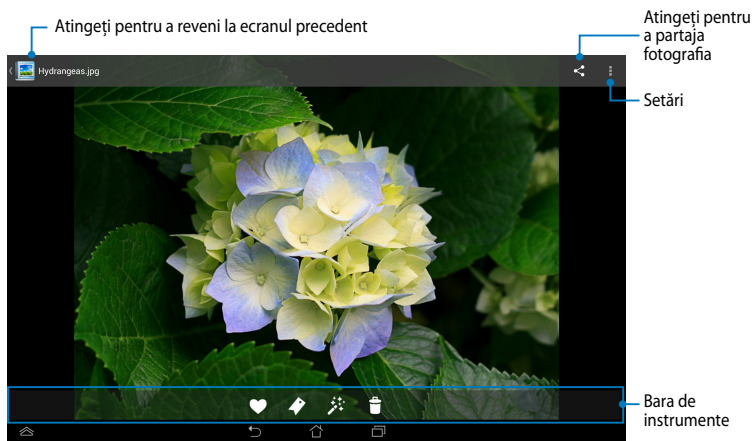 Atingeți pentru a reveni la ecranul precedent
Atingeți pentru
a partaja
fotografia
Hydrangeas.jpg
Setări
Bara de
instrumente